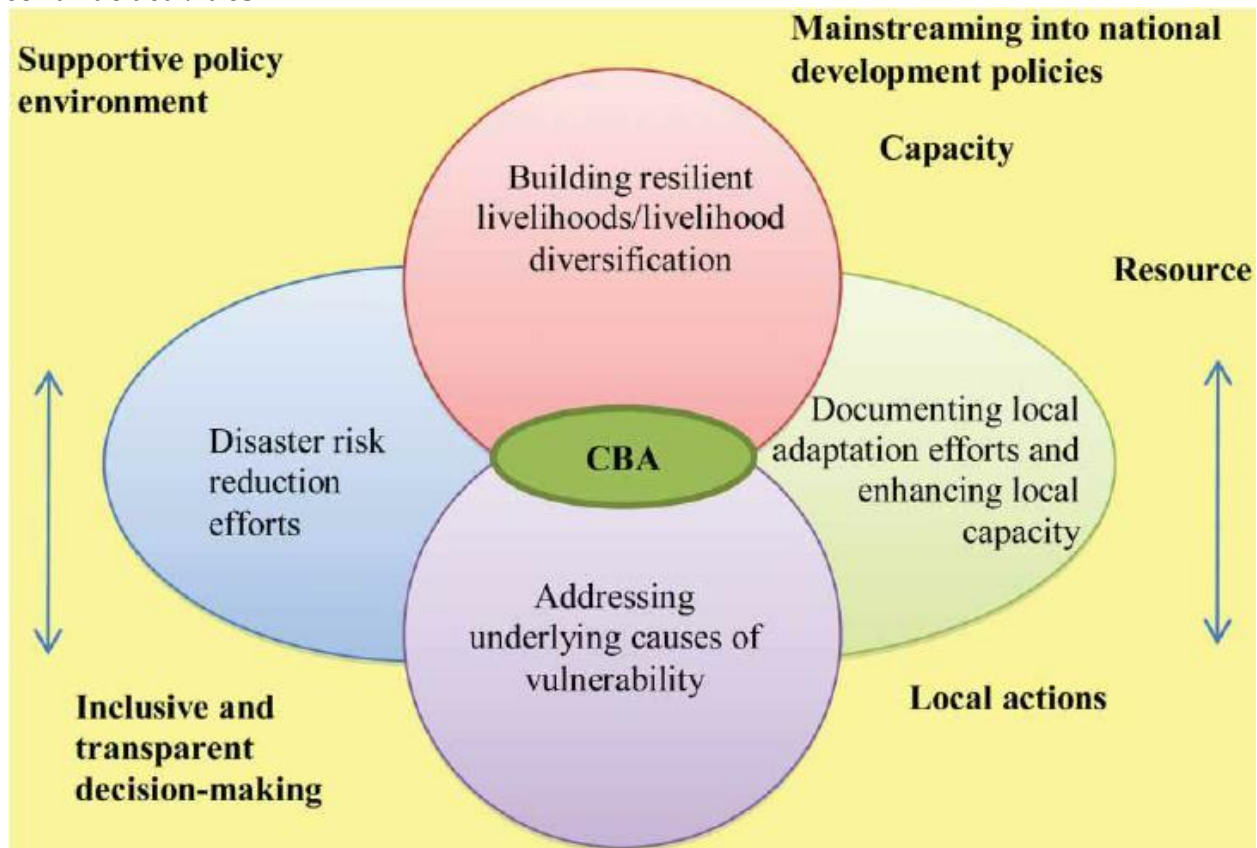 Supportive policy
environment
Mainstreaming into national
development policies
Capacity
Building resilient
livelihoods/livelihood
diversification
Resource
Disaster risk
reduction
efforts
CBA
Documenting local
adaptation efforts and
enhancing local
capacity
Addressing
underlying causes of
vulnerability
Inclusive and
transparent
decision-making
Local actions